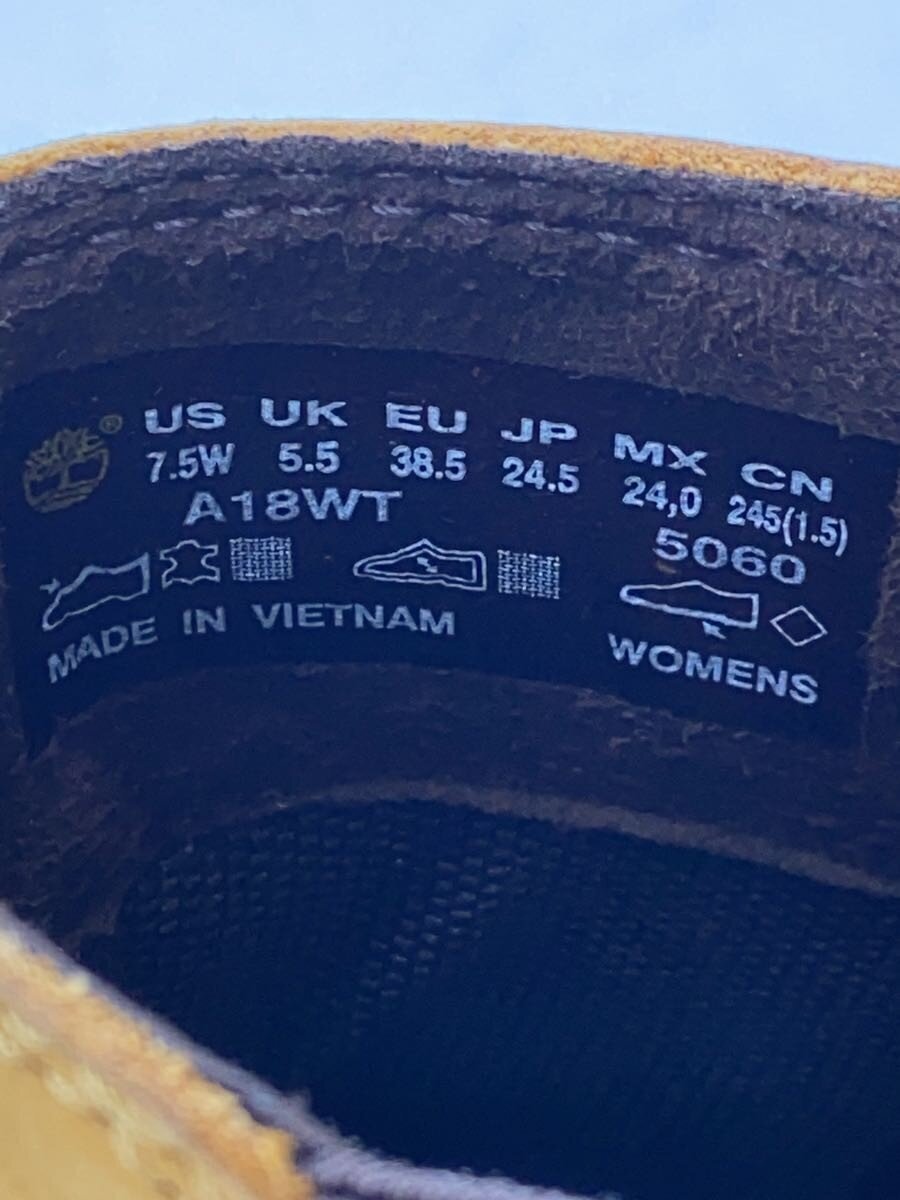 ® US UK EU JP MX CN
7.5W 5.5 38.5 24.5 24,0 245(1.5)
A18WT 5060
MADE IN VIETNAM WOMENS